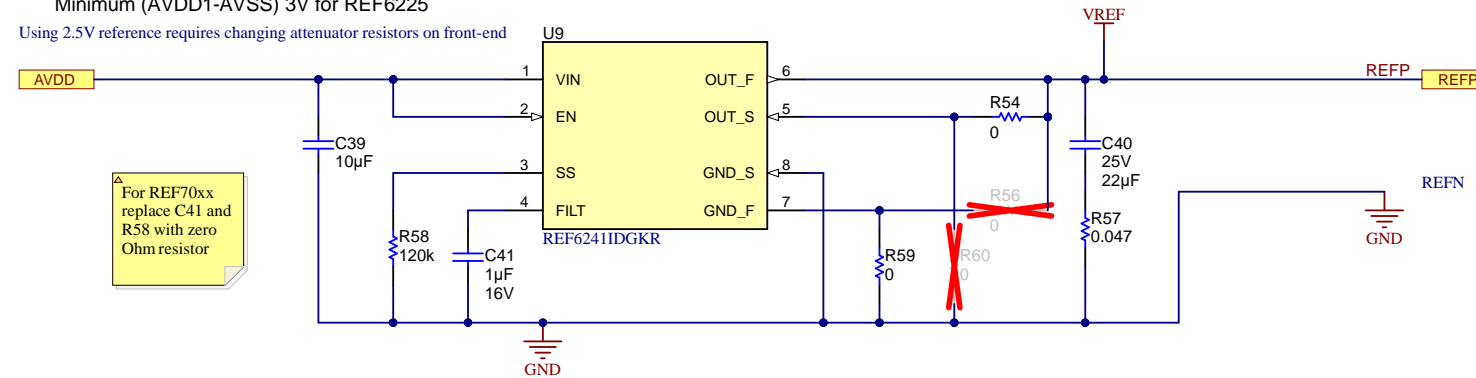 Minimum (AVDD1-AVSS) 3V for REF6225
Using 2.5V reference requires changing attenuator resistors on front-end
U9
VREF
AVDD
1
VIN
OUT_F
6
REFP
REFP
2
EN
OUT_S
5
R54
0
C39
10µF
C40
25V
22µF
3
SS
GND_S
8
For REF70xx
replace C41 and
R58 with zero
Ohm resistor
R56
0
REFN
4
FILT
GND_F
7
R57
0.047
REF6241IDGKR
GND
R58
120k
C41
1µF
16V
R59
0
R60
0
GND